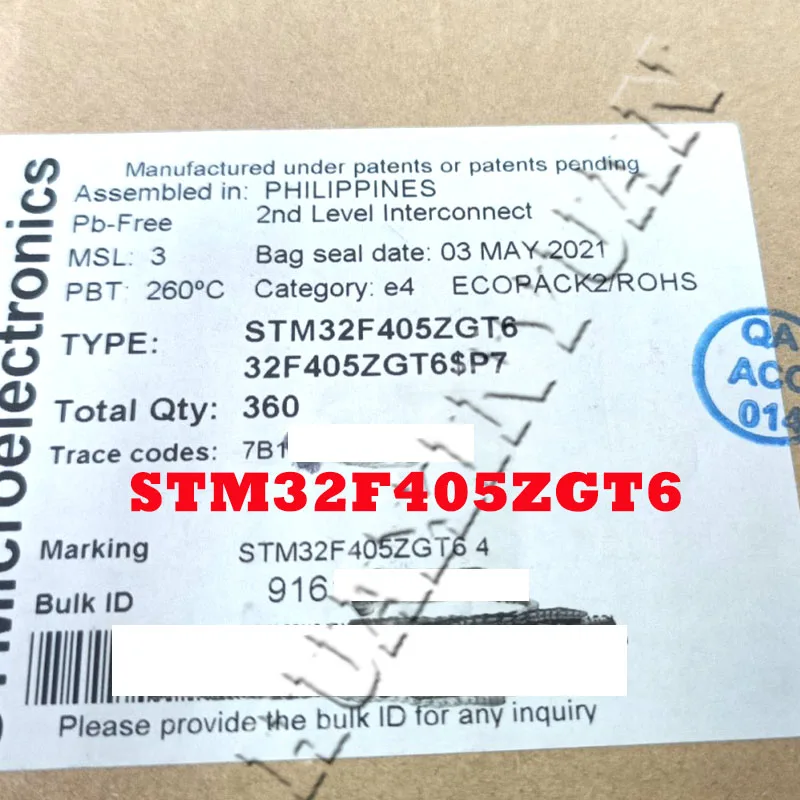 Microelectronics
Manufactured under patents or patents pending
Assembled in: PHILIPPINES
Pb-Free 2nd Level Interconnect
MSL: 3 Bag seal date: 03 MAY 2021
PBT: 260ºC Category: e4 ECOPACK2/ROHS
TYPE: STM32F405ZGT6
32F405ZGT6$P7
Total Qty: 360
Trace codes: 7B1
STM32F405ZGT6
Marking STM32F405ZGT6 4
Bulk ID 916
Please provide the bulk ID for any inquiry
QA
ACC
014